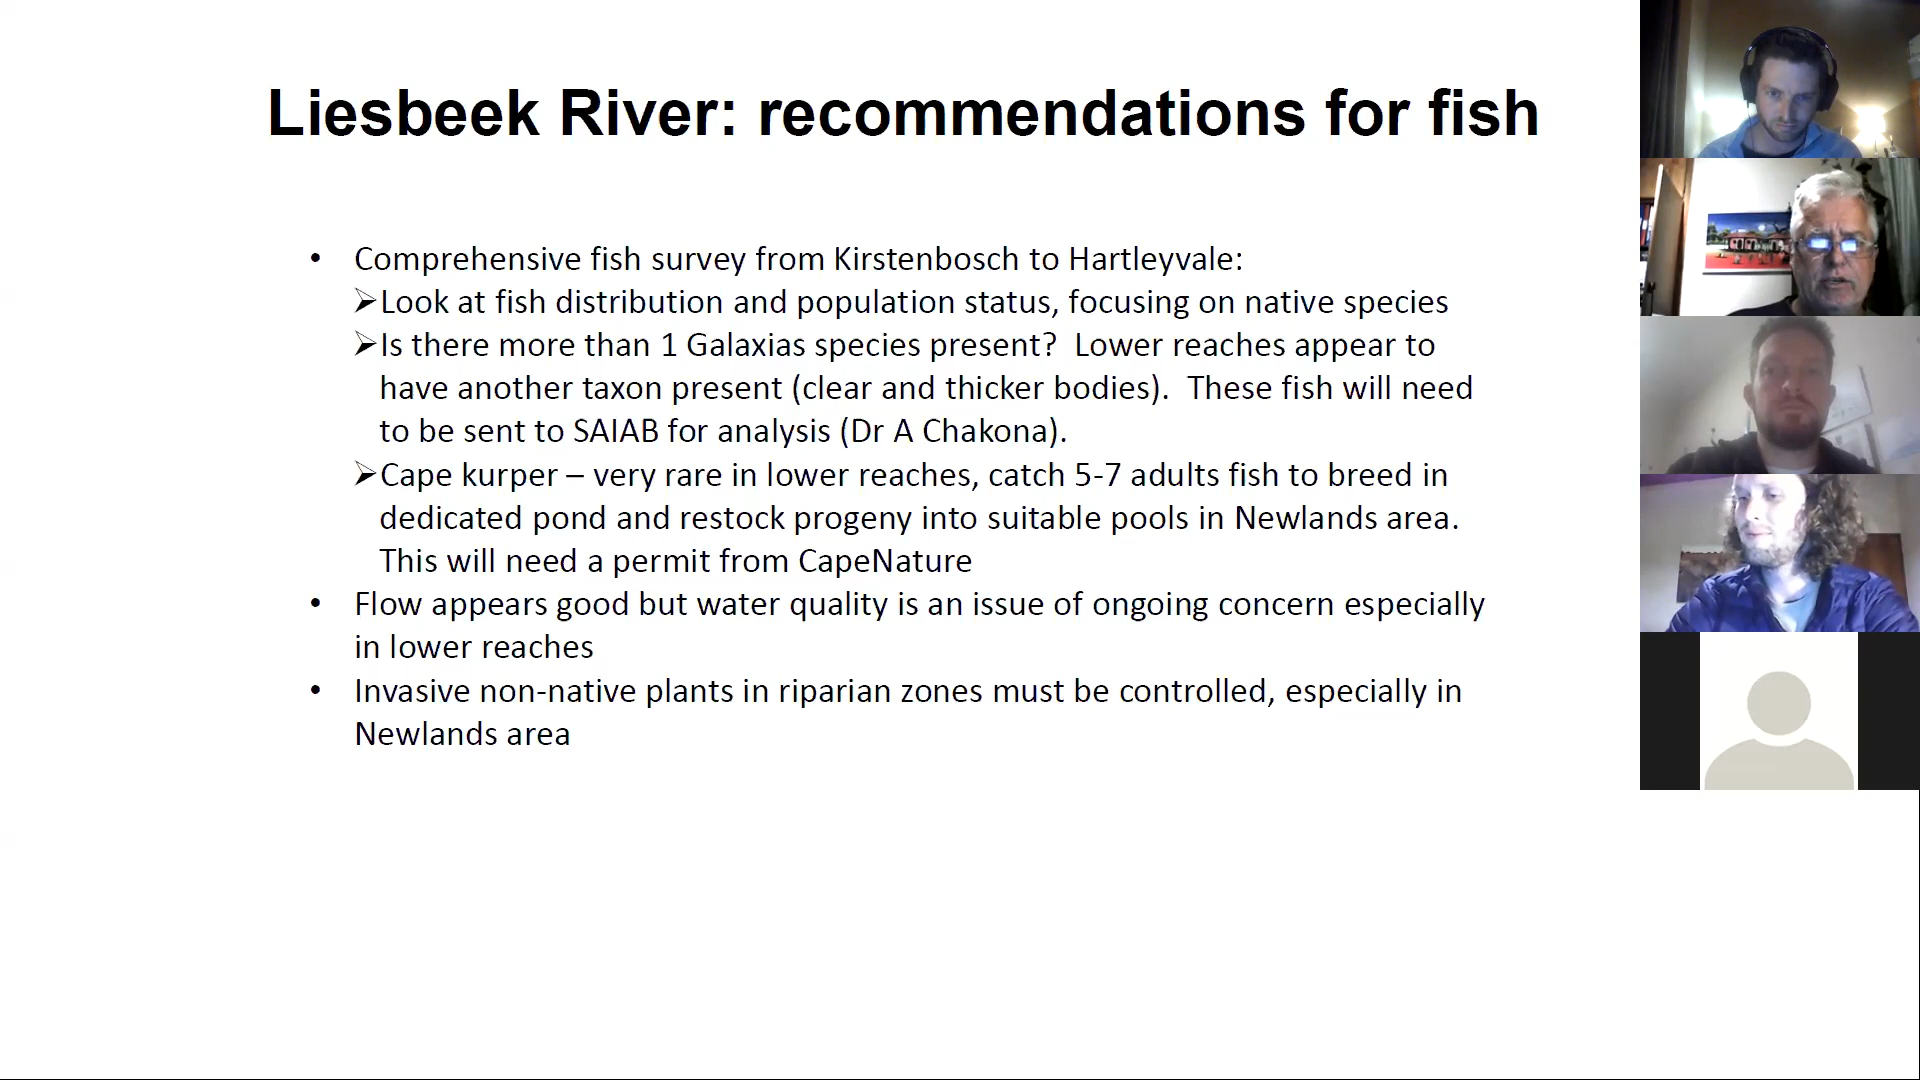 Liesbeek River: recommendations for fish
• Comprehensive fish survey from Kirstenbosch to Hartleyvale:
➢Look at fish distribution and population status, focusing on native species
➢Is there more than 1 Galaxias species present?  Lower reaches appear to
have another taxon present (clear and thicker bodies).  These fish will need
to be sent to SAIAB for analysis (Dr A Chakona).
➢Cape kurper – very rare in lower reaches, catch 5-7 adults fish to breed in
dedicated pond and restock progeny into suitable pools in Newlands area.
This will need a permit from CapeNature
• Flow appears good but water quality is an issue of ongoing concern especially
in lower reaches
• Invasive non-native plants in riparian zones must be controlled, especially in
Newlands area